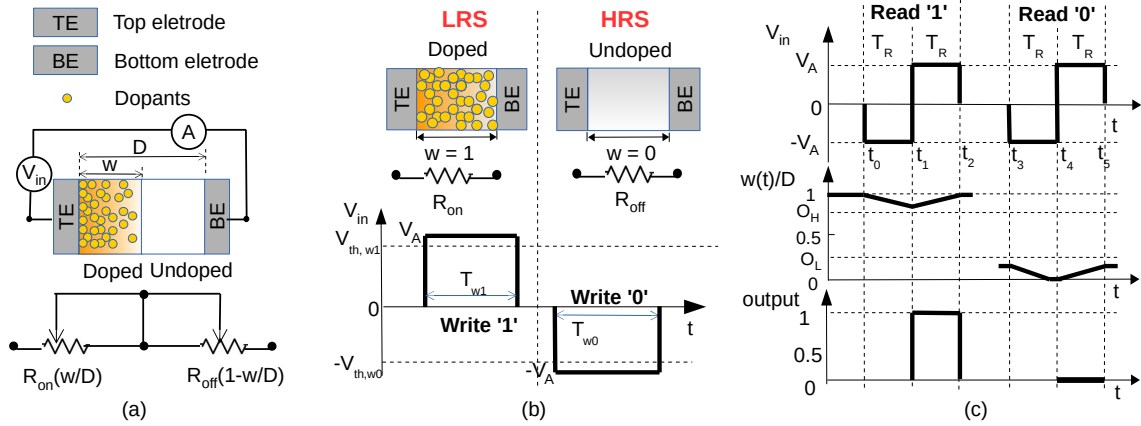 TE Top eletrode
BE Bottom eletrode
Dopants
A
V_in
D
w
TE
BE
Doped Undoped
R_on(w/D)
R_off(1-w/D)
(a)
LRS
HRS
Doped
Undoped
TE
BE
TE
BE
w = 1
w = 0
R_on
R_off
V_in
V_th, w1
V_A
T_w1
0
Write '1'
Write '0'
T_w0
t
-V_th,w0
-V_A
(b)
Read '1'
Read '0'
V_in
T_R
T_R
T_R
T_R
V_A
0
-V_A
t_0
t_1
t_2
t_3
t_4
t_5
t
w(t)/D
1
O_H
0.5
O_L
0
t
output
1
0.5
0
t
(c)